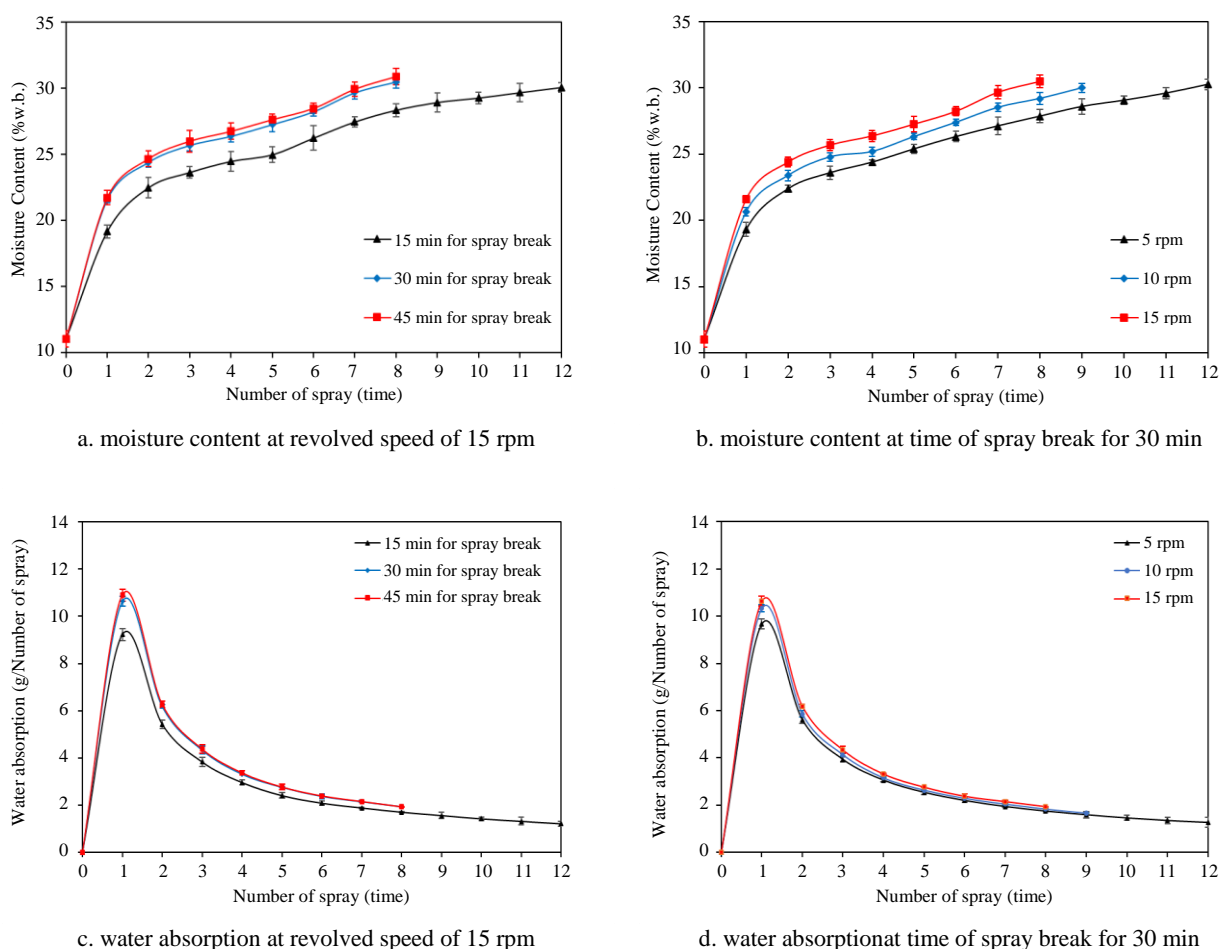 35
30
25
20
15
10
Moisture Content (%w.b.)
15 min for spray break
30 min for spray break
45 min for spray break
0 1 2 3 4 5 6 7 8 9 10 11 12
Number of spray (time)
a. moisture content at revolved speed of 15 rpm
35
30
25
20
15
10
Moisture Content (%w.b.)
5 rpm
10 rpm
15 rpm
0 1 2 3 4 5 6 7 8 9 10 11 12
Number of spray (time)
b. moisture content at time of spray break for 30 min
14
12
10
8
6
4
2
0
Water absorption (g/Number of spray)
15 min for spray break
30 min for spray break
45 min for spray break
0 1 2 3 4 5 6 7 8 9 10 11 12
Number of spray (time)
c. water absorption at revolved speed of 15 rpm
14
12
10
8
6
4
2
0
Water absorption (g/Number of spray)
5 rpm
10 rpm
15 rpm
0 1 2 3 4 5 6 7 8 9 10 11 12
Number of spray (time)
d. water absorptionat time of spray break for 30 min